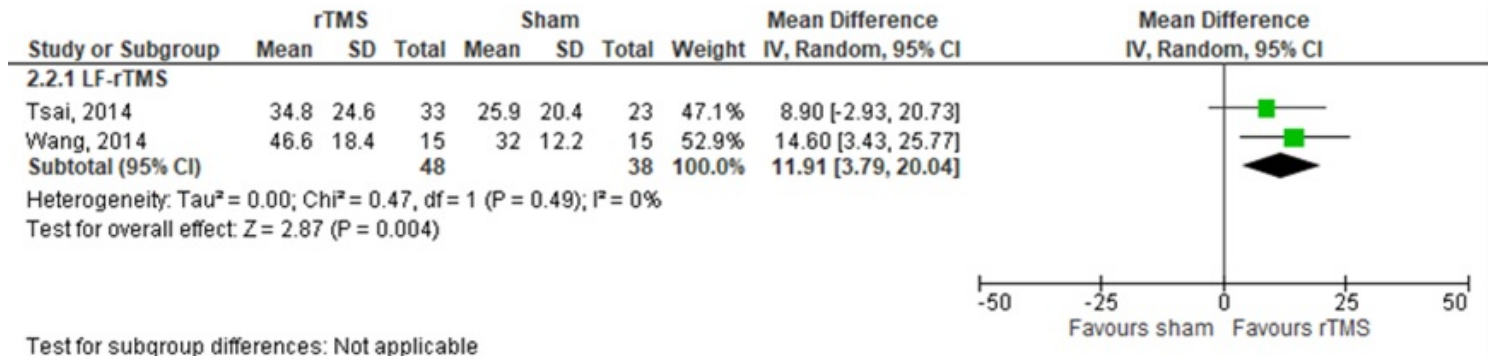 rTMS Sham Mean Difference Mean Difference
Study or Subgroup Mean SD Total Mean SD Total Weight IV, Random, 95% CI IV, Random, 95% CI
2.2.1 LF-rTMS
Tsai, 2014 34.8 24.6 33 25.9 20.4 23 47.1% 8.90 [-2.93, 20.73]
Wang, 2014 46.6 18.4 15 32 12.2 15 52.9% 14.60 [3.43, 25.77]
Subtotal (95% CI) 48 38 100.0% 11.91 [3.79, 20.04]
Heterogeneity: Tau² = 0.00; Chi² = 0.47, df = 1 (P = 0.49); I² = 0%
Test for overall effect: Z = 2.87 (P = 0.004)
-50 -25 0 25 50
Favours sham Favours rTMS
Test for subgroup differences: Not applicable